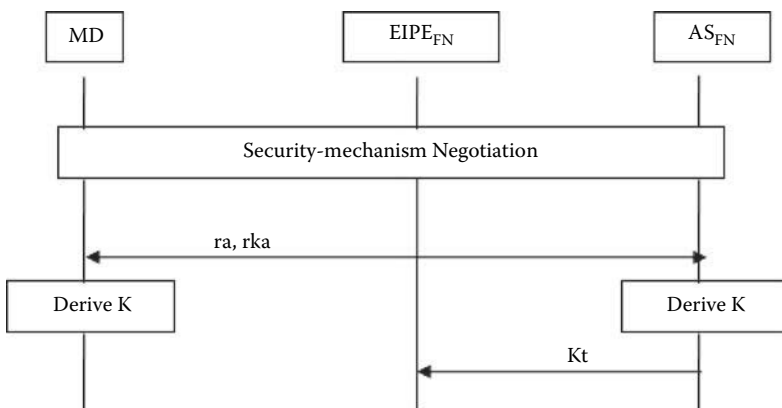 MD
EIPE_FN
AS_FN
Security-mechanism Negotiation
ra, rka
Derive K
Derive K
Kt